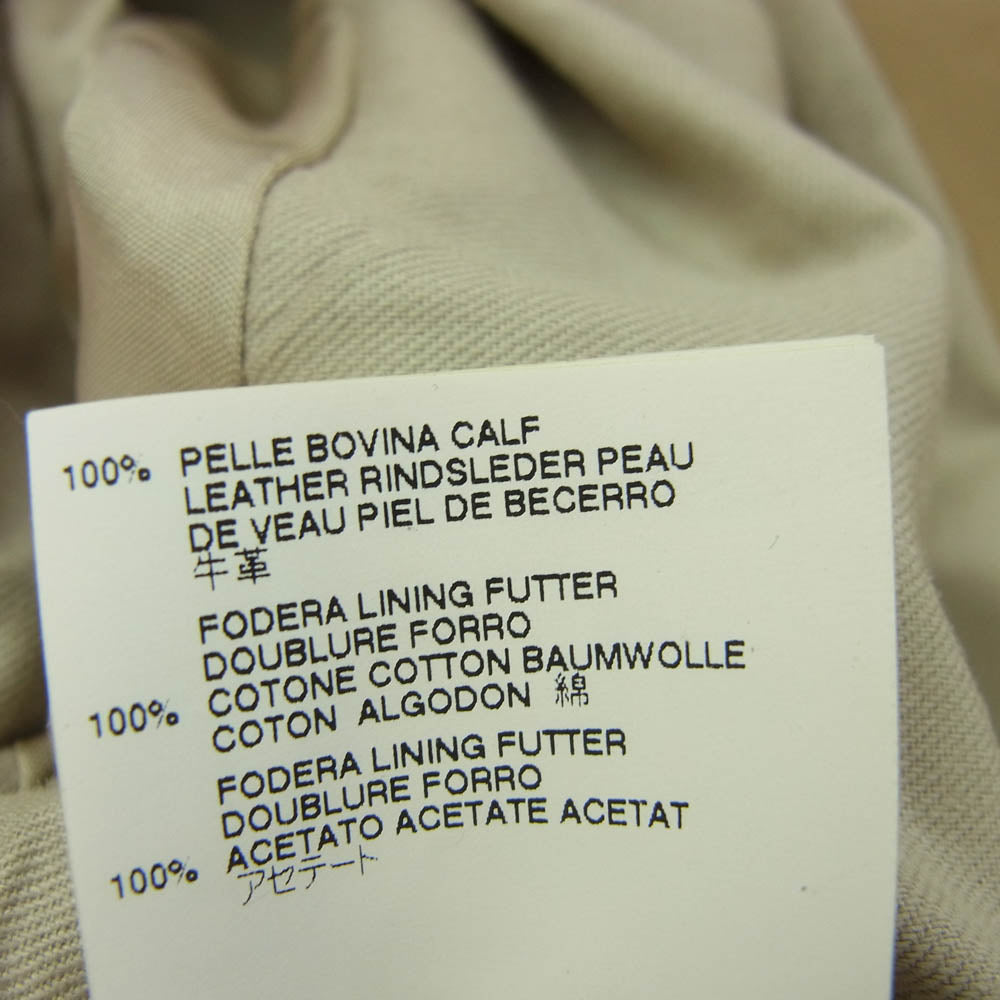 100% PELLE BOVINA CALF
LEATHER RINDSLEDER PEAU
DE VEAU PIEL DE BECERRO
牛革
FODERA LINING FUTTER
DOUBLURE FORRO
100% COTONE COTTON BAUMWOLLE
COTON ALGODON 綿
FODERA LINING FUTTER
DOUBLURE FORRO
100% ACETATO ACETATE ACETAT
アセテート